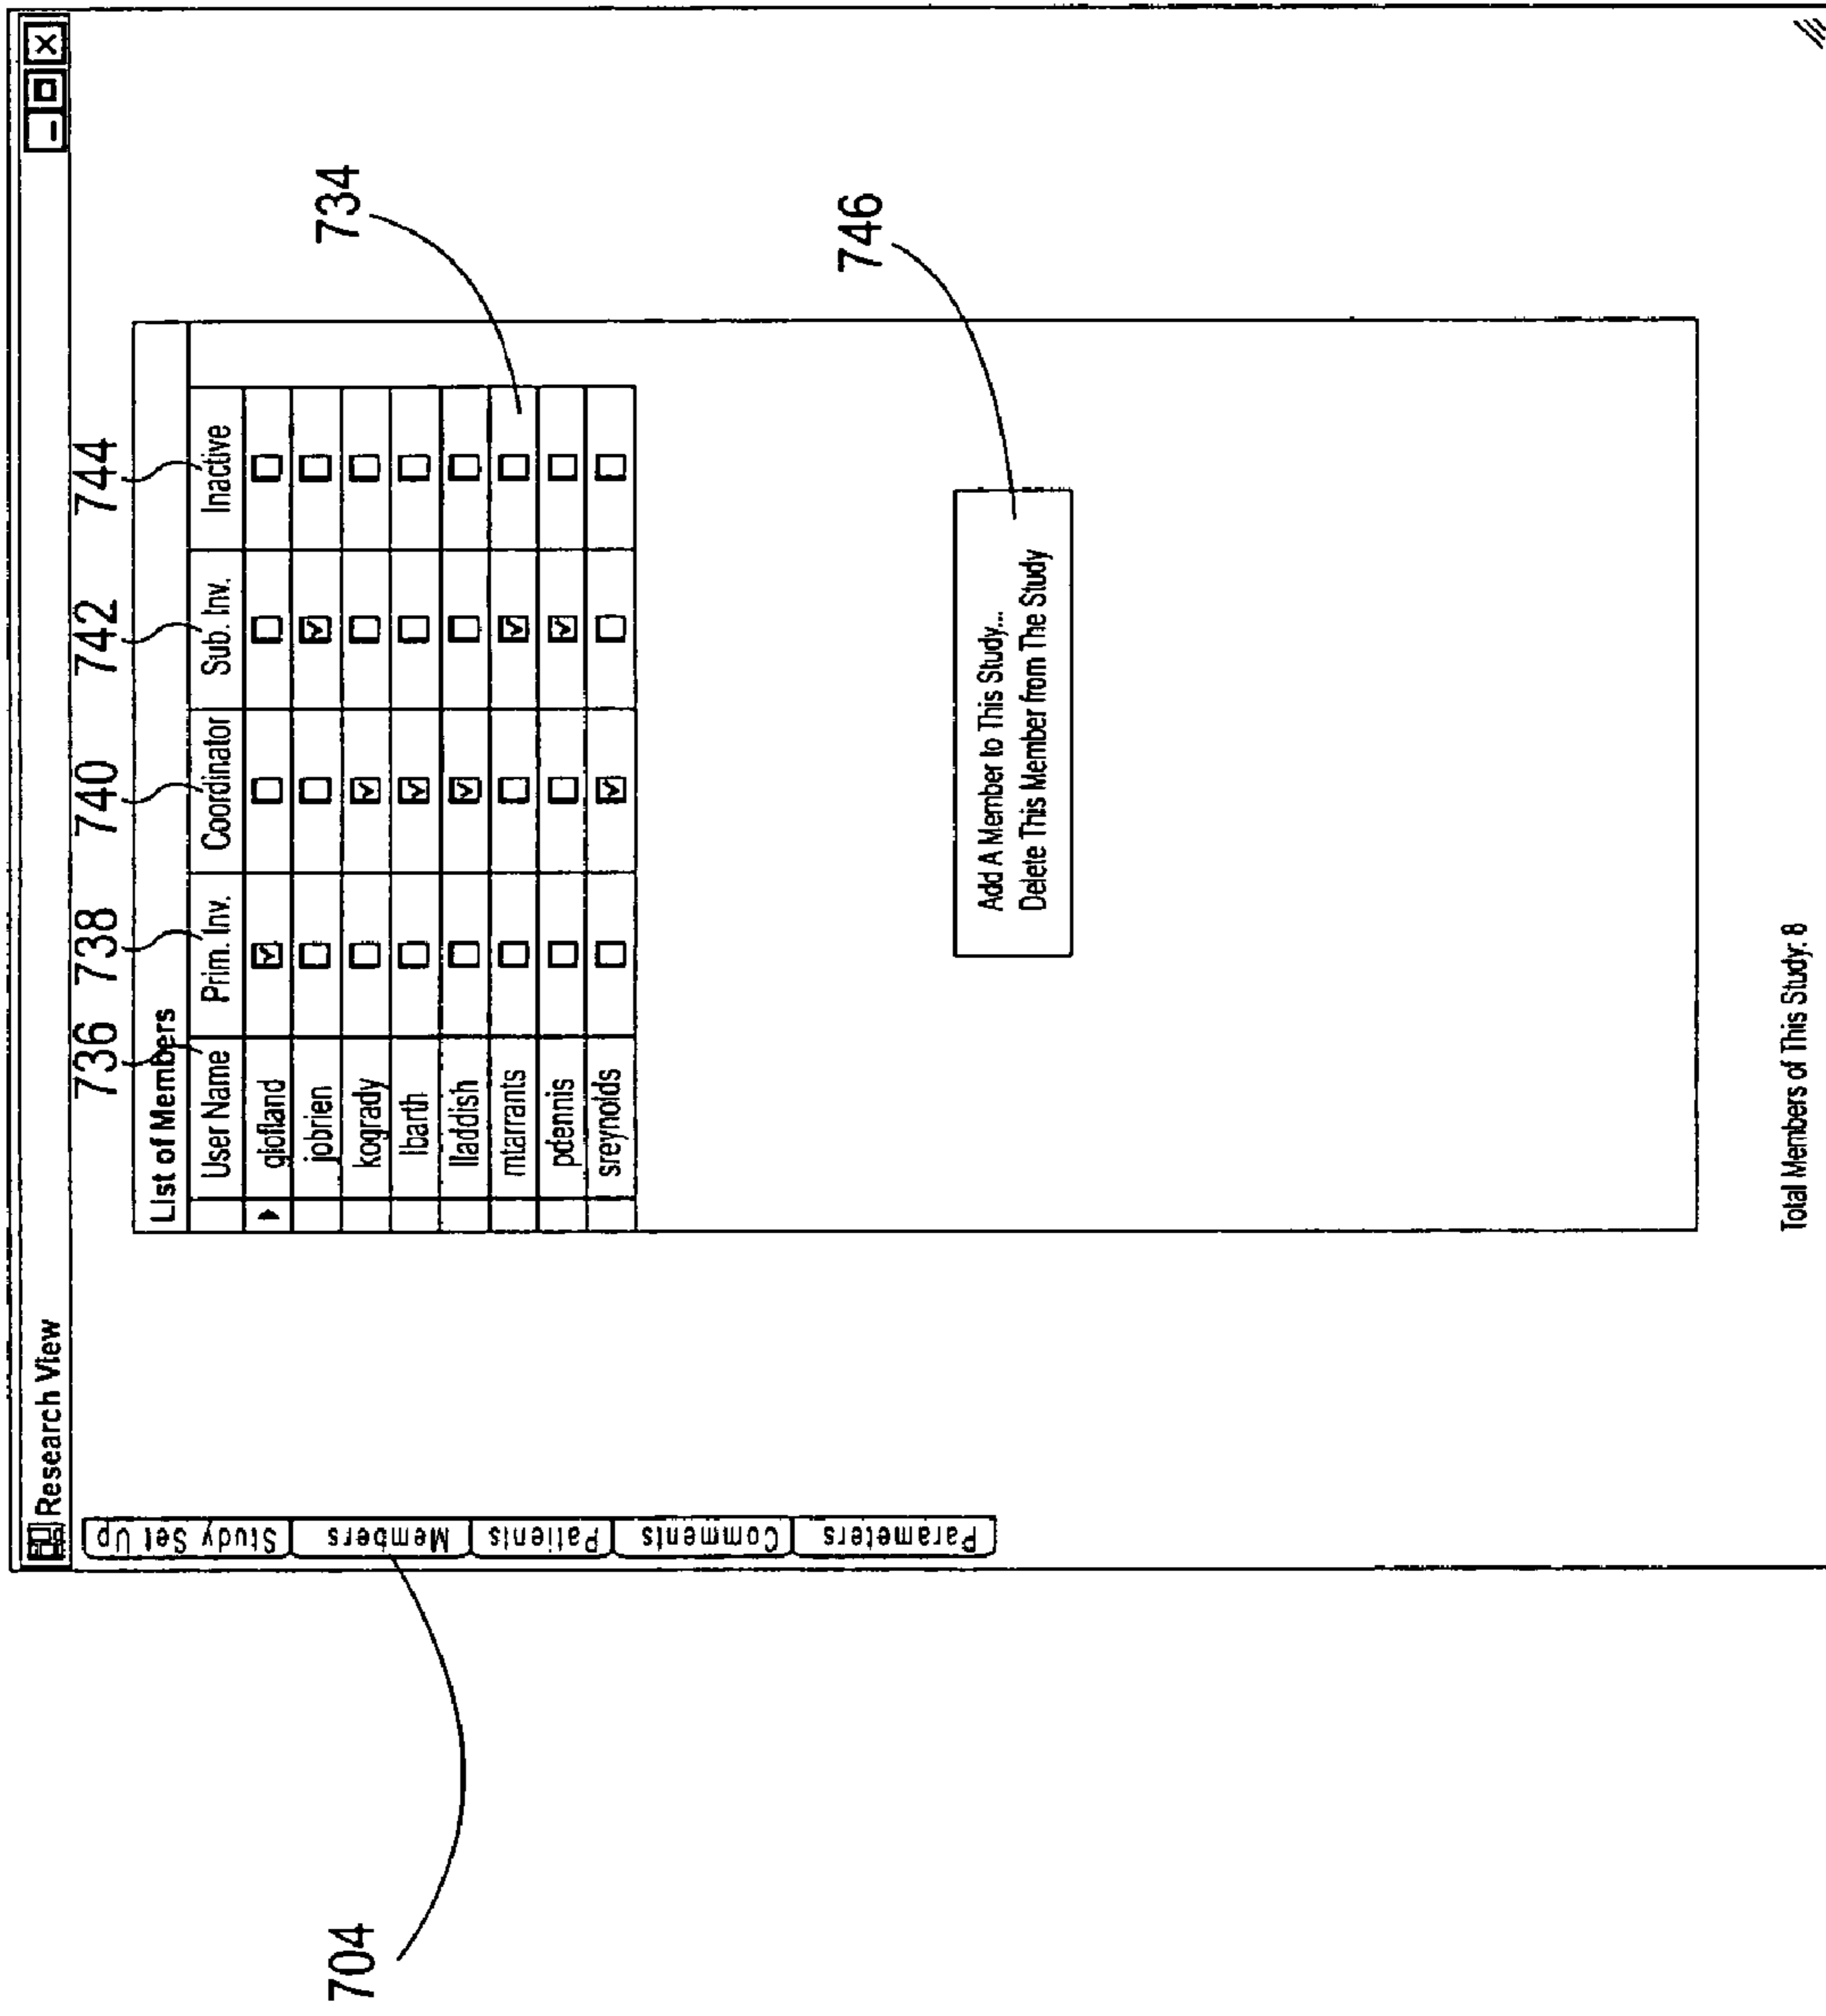 Research View
Study Set Up
Members
Patients
Comments
Parameters
704
736 738 740 742 744
List of Members
User Name Prim. Inv. Coordinator Sub. Inv. Inactive
glofland
jobrien
kogrady
lbarth
lladdish
mtarrants
pdennis
sreynolds
734
746
Add A Member to This Study...
Delete This Member from The Study
Total Members of This Study: 8